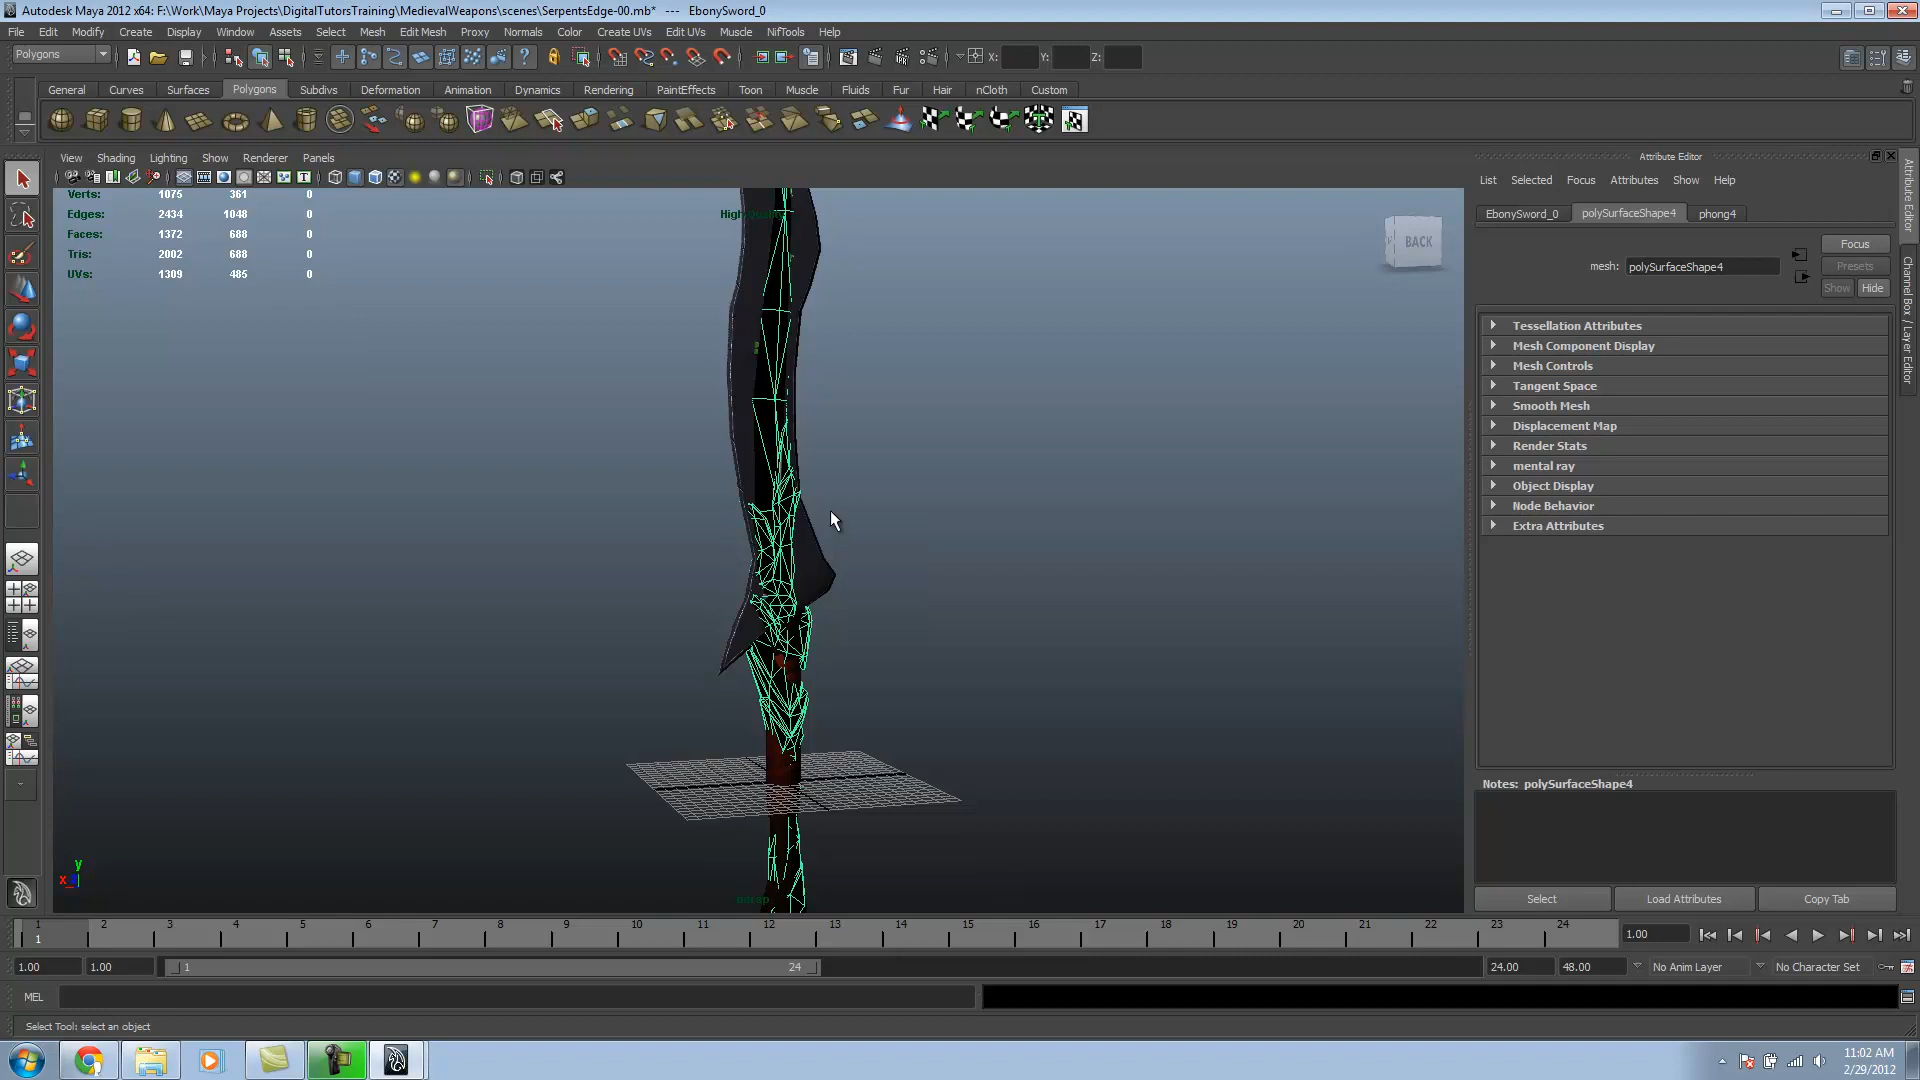 Autodesk Maya 2012 x64: F:\Work\Maya Projects\DigitalTutorsTraining\MedievalWeapons\scenes\SerpentsEdge-00.mb* --- EbonySword_0
File Edit Modify Create Display Window Assets Select Mesh Edit Mesh Proxy Normals Color Create UVs Edit UVs Muscle NifTools Help
Polygons X: Y: Z:
General Curves Surfaces Polygons Subdivs Deformation Animation Dynamics Rendering PaintEffects Toon Muscle Fluids Fur Hair nCloth Custom
View Shading Lighting Show Renderer Panels
Attribute Editor
List Selected Focus Attributes Show Help
EbonySword_0 polySurfaceShape4 phong4
Focus
mesh: polySurfaceShape4
Presets
Show Hide
Verts: 1075 361 0
Edges: 2434 1048 0
Faces: 1372 688 0
Tris: 2002 688 0
UVs: 1309 485 0
BACK
Tessellation Attributes
Mesh Component Display
Mesh Controls
Tangent Space
Smooth Mesh
Displacement Map
Render Stats
mental ray
Object Display
Node Behavior
Extra Attributes
Attribute Editor
Channel Box / Layer Editor
Notes: polySurfaceShape4
Select Load Attributes Copy Tab
y
x
persp
1 2 3 4 5 6 7 8 9 10 11 12 13 14 15 16 17 18 19 20 21 22 23 24
1
1.00
1.00 1.00 1 24 24.00 48.00 No Anim Layer No Character Set
MEL
Select Tool: select an object
11:02 AM
2/29/2012